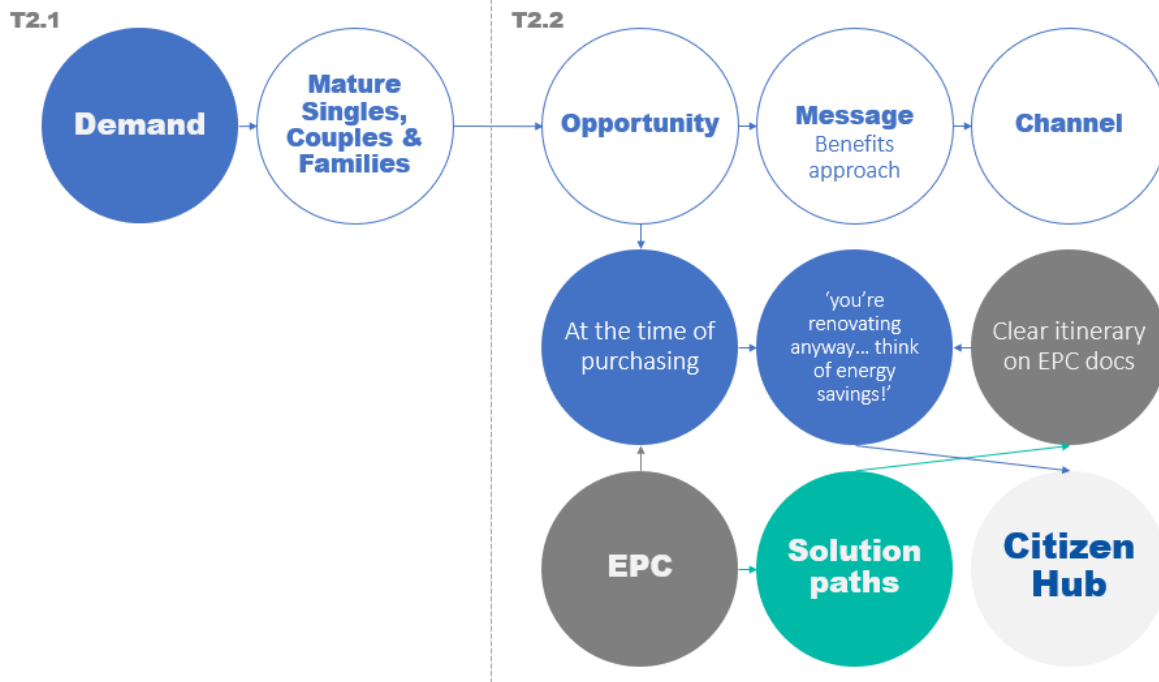 T2.1
T2.2
Demand
Mature
Singles,
Couples &
Families
Opportunity
Message
Benefits
approach
Channel
At the time of
purchasing
‘you’re
renovating
anyway... think
of energy
savings!’
Clear itinerary
on EPC docs
EPC
Solution
paths
Citizen
Hub